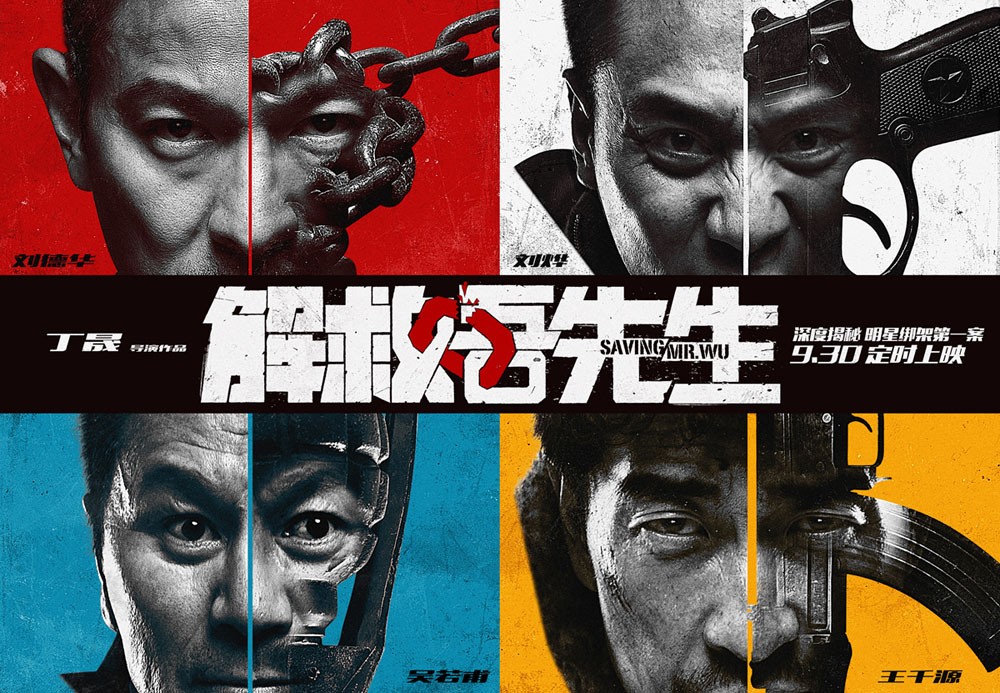 刘德华
刘烨
丁晟 导演作品
解救吾先生
SAVING MR. WU
深度揭秘 明星绑架第一案
9.30 定时上映
吴若甫
王千源